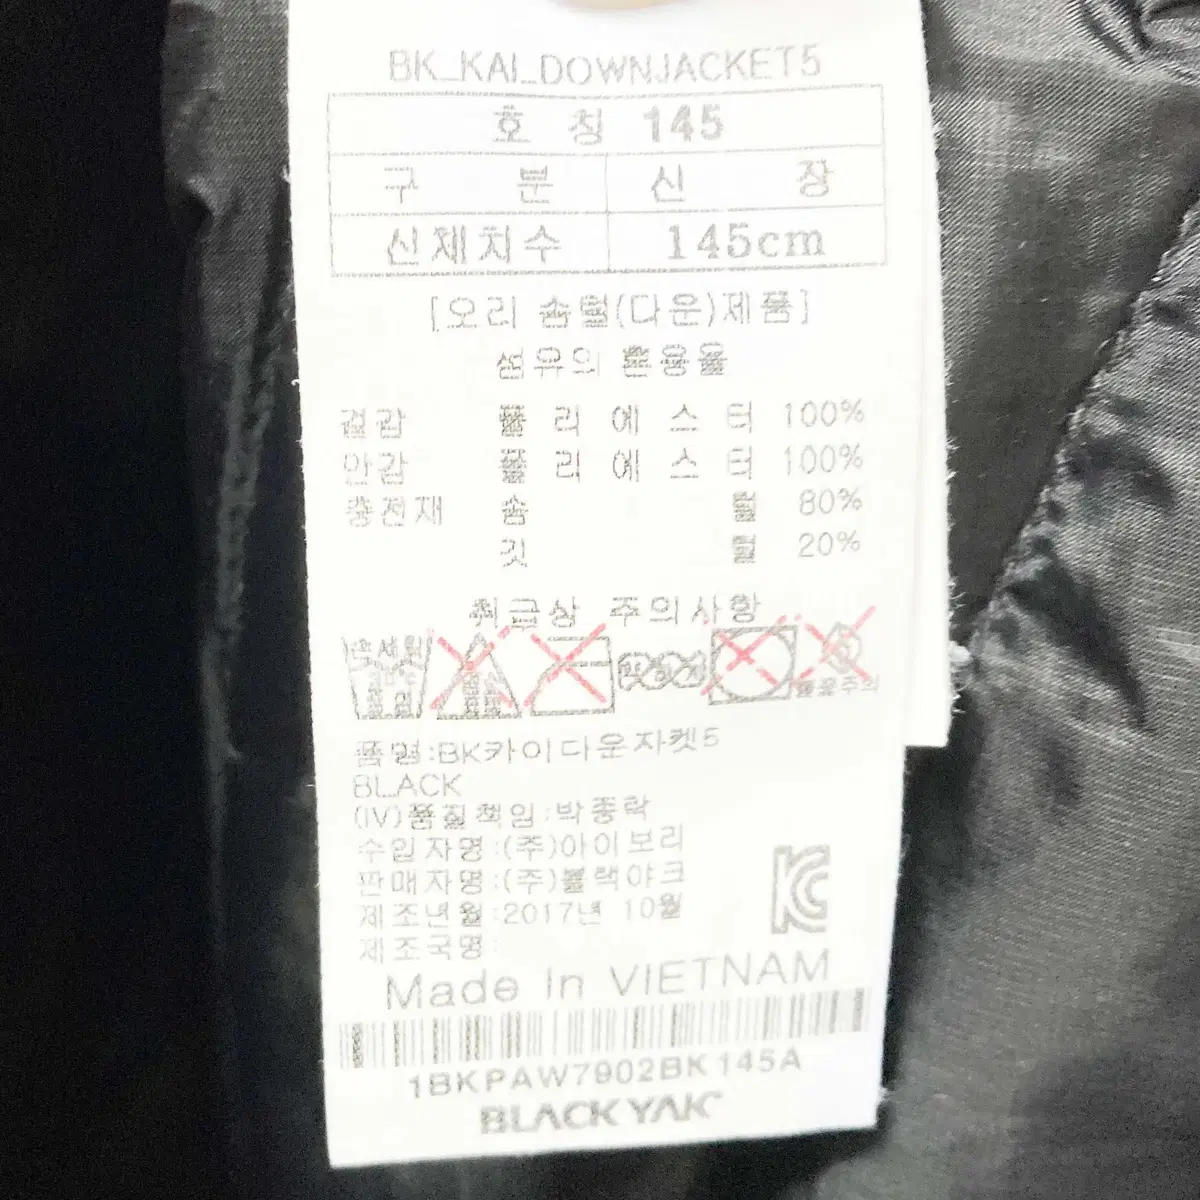 BK_KAI_DOWNJACKET5
호 칭 145
구 분 신 장
신체치수 145cm
[오리 솜털(다운)제품]
섬유의 혼용율
겉감 폴리에스터 100%
안감 폴리에스터 100%
충전재 솜털 80%
깃털 20%
취급상 주의사항
손세탁
품명:BK카이다운자켓5
BLACK
(IV)품질책임:박종락
수입자명:(주)아이보리
판매자명:(주)블랙야크
제조년월:2017년 10월
제조국명:
Made In VIETNAM
1BKPAW7902BK145A
BLACKYAK